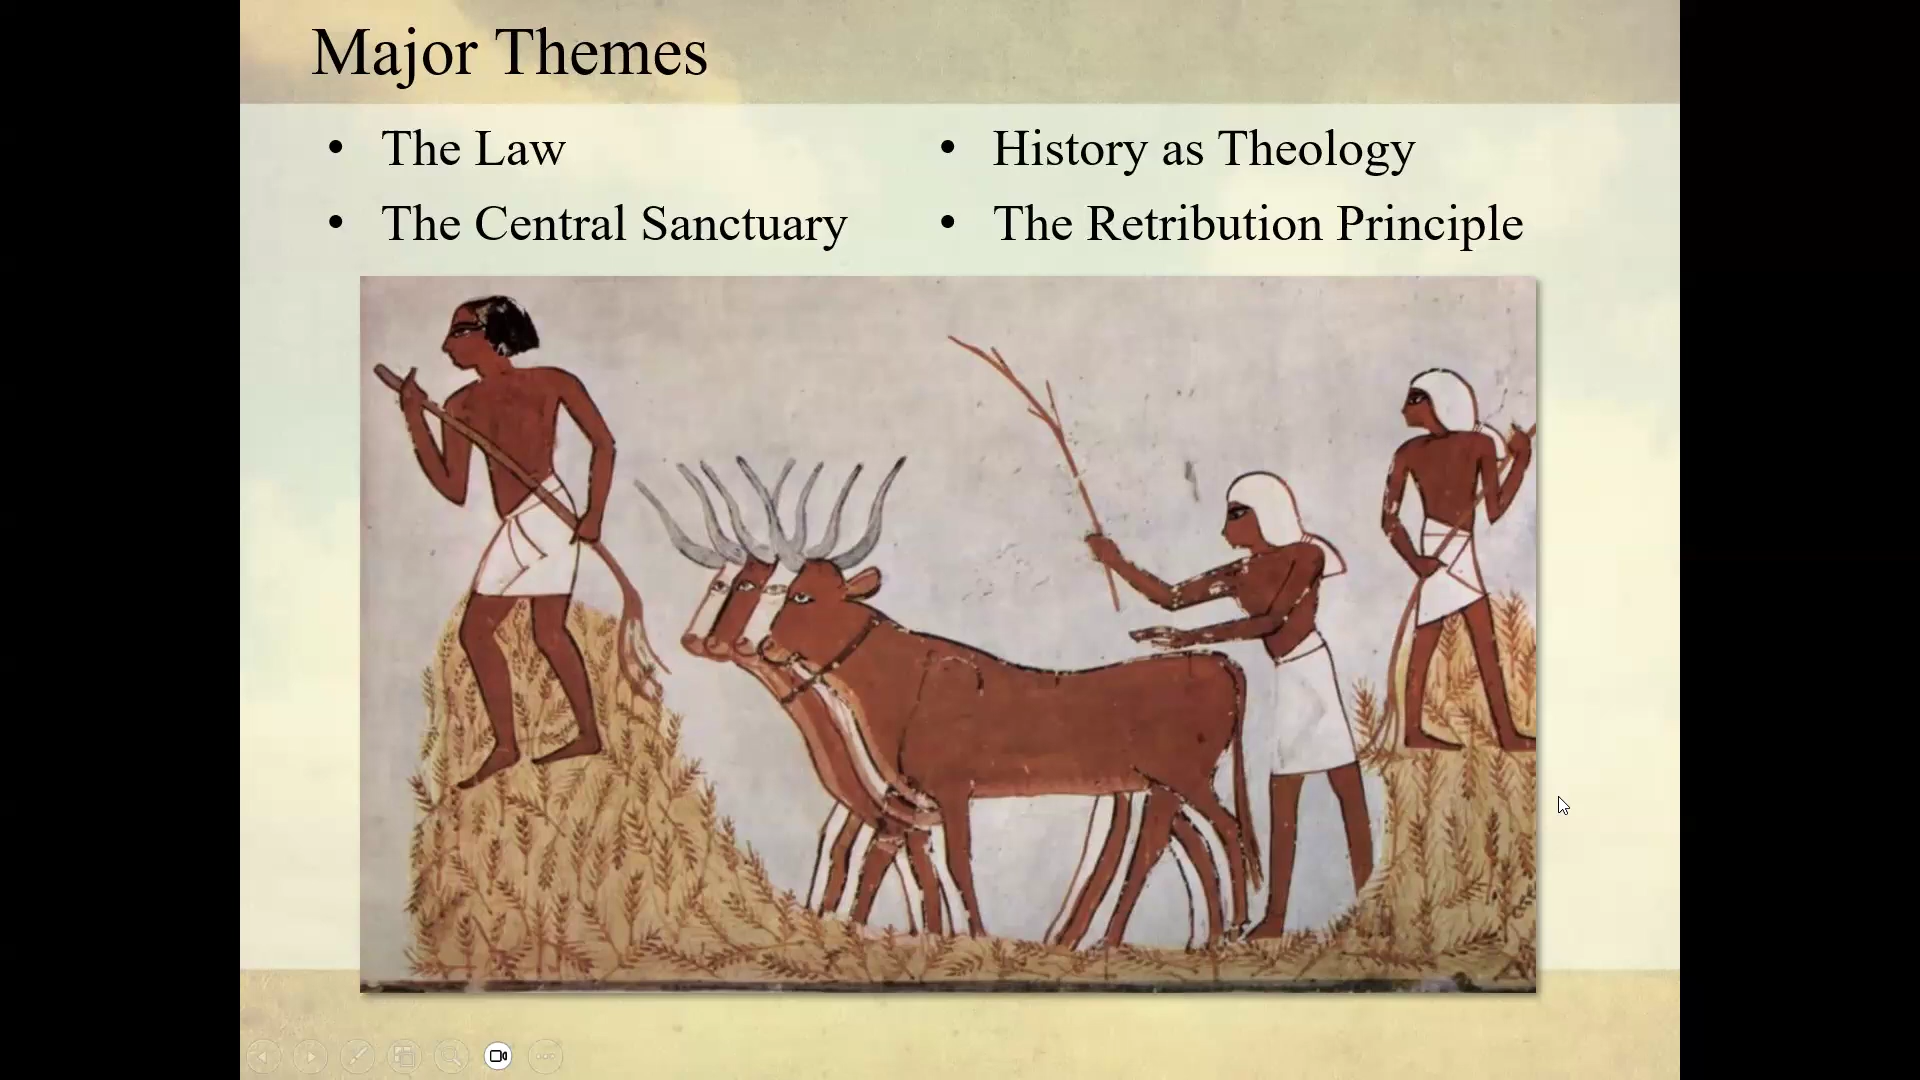 Major Themes
• The Law
• The Central Sanctuary
• History as Theology
• The Retribution Principle